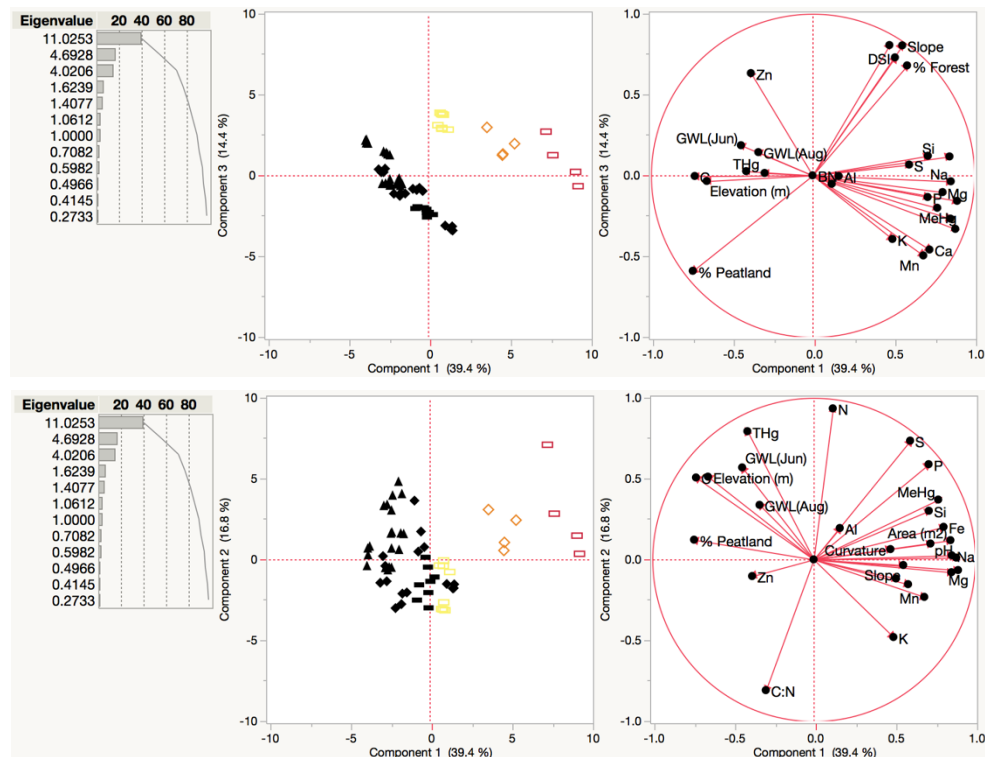 Eigenvalue 20 40 60 80
11.0253
4.6928
4.0206
1.6239
1.4077
1.0612
1.0000
0.7082
0.5982
0.4966
0.4145
0.2733
Component 3 (14.4 %)
10
5
0
-5
-10
-10 -5 0 5 10
Component 1 (39.4 %)
Component 3 (14.4 %)
1.0
0.5
0.0
-0.5
-1.0
Slope
DSI
% Forest
Zn
GWL(Jun)
GWL(Aug)
Si
S
THg
Al
Na
Elevation (m)
Mg
P
MeHg
K
Ca
Mn
% Peatland
-1.0 -0.5 0.0 0.5 1.0
Component 1 (39.4 %)
Eigenvalue 20 40 60 80
11.0253
4.6928
4.0206
1.6239
1.4077
1.0612
1.0000
0.7082
0.5982
0.4966
0.4145
0.2733
Component 2 (16.8 %)
10
5
0
-5
-10
-10 -5 0 5 10
Component 1 (39.4 %)
Component 2 (16.8 %)
1.0
0.5
0.0
-0.5
-1.0
N
THg
S
GWL(Jun)
P
Elevation (m)
MeHg
GWL(Aug)
Si
Al
Fe
Area (m2)
% Peatland
Curvature
pH
Na
Zn
Slope
Mg
Mn
K
C:N
-1.0 -0.5 0.0 0.5 1.0
Component 1 (39.4 %)